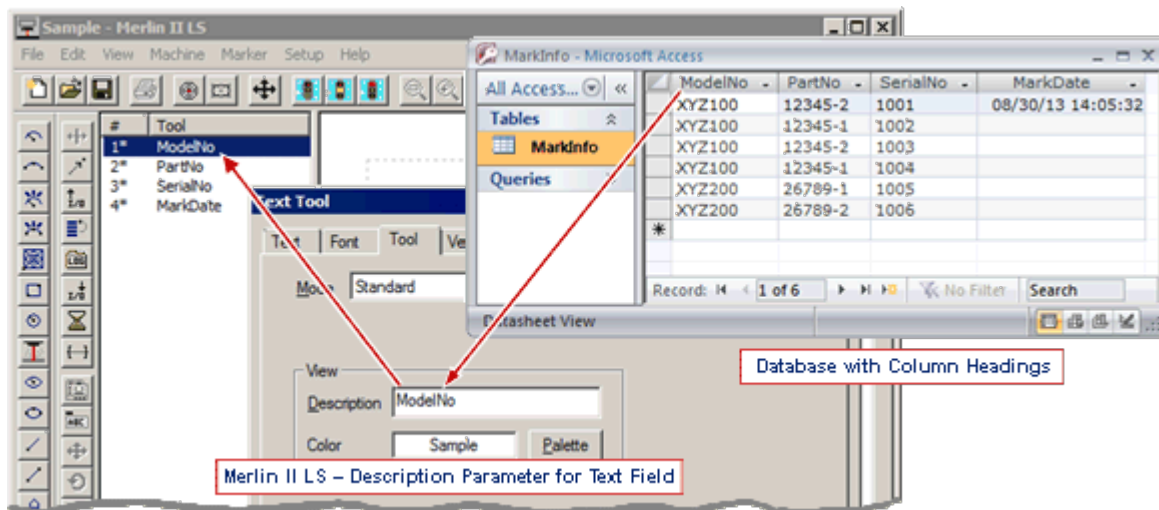 Sample - Merlin II LS
File Edit View Machine Marker Setup Help
# Tool
1* ModelNo
2* PartNo
3* SerialNo
4* MarkDate
Text Tool
Text Font Tool
Mode Standard
View
Description ModelNo
Color Sample Palette
MarkInfo - Microsoft Access
All Access... «
Tables
MarkInfo
Queries
ModelNo PartNo SerialNo MarkDate
XYZ100 12345-2 1001 08/30/13 14:05:32
XYZ100 12345-1 1002
XYZ100 12345-2 1003
XYZ100 12345-1 1004
XYZ200 26789-1 1005
XYZ200 26789-2 1006
Record: 1 of 6 No Filter Search
Datasheet View
Database with Column Headings
Merlin II LS – Description Parameter for Text Field